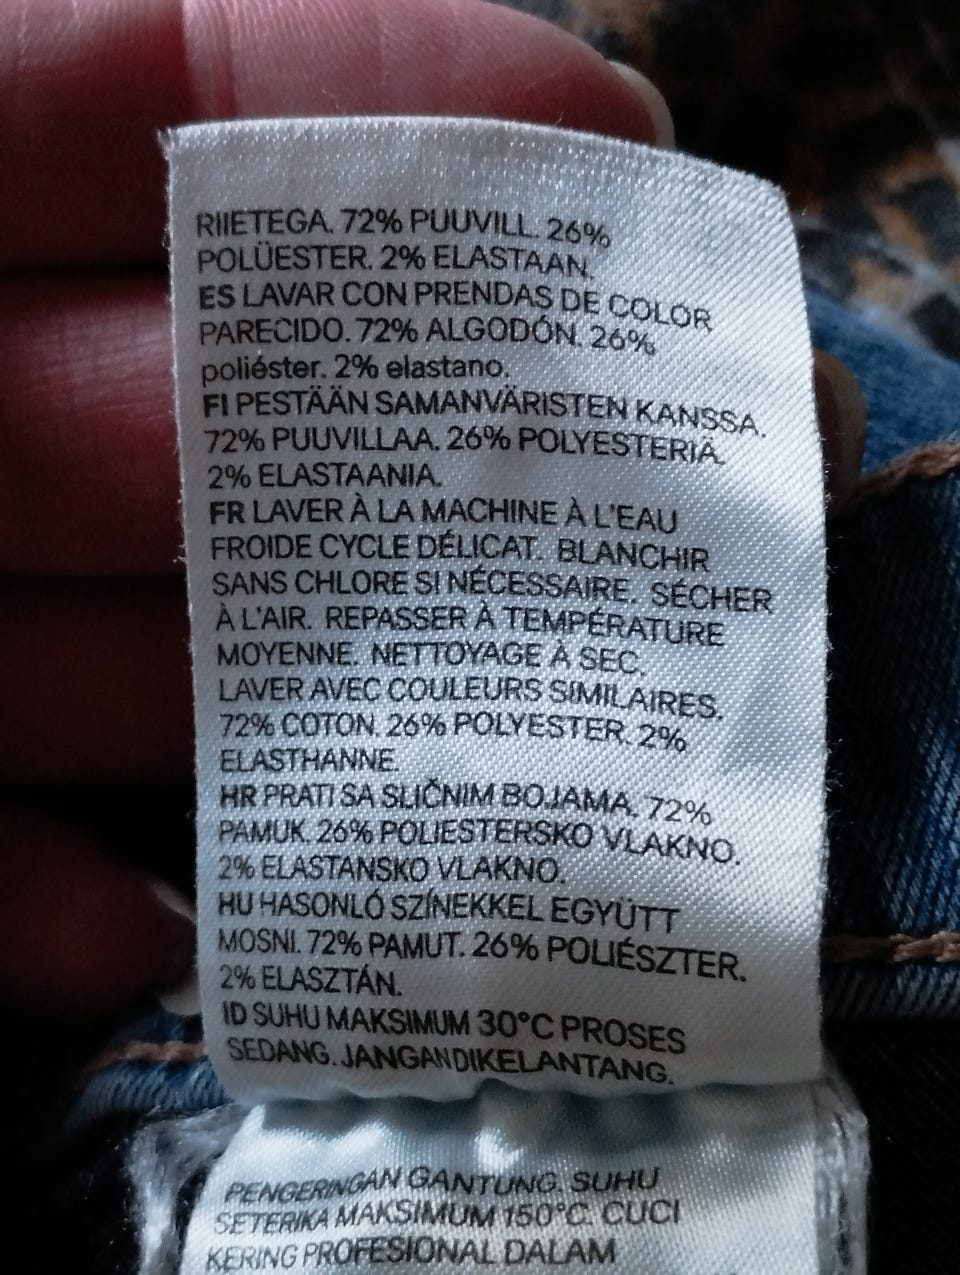 RIIETEGA. 72% PUUVILL. 26%
POLÜESTER. 2% ELASTAAN.
ES LAVAR CON PRENDAS DE COLOR
PARECIDO. 72% ALGODÓN. 26%
poliéster. 2% elastano.
FI PESTÄÄN SAMANVÄRISTEN KANSSA.
72% PUUVILLAA. 26% POLYESTERIÄ.
2% ELASTAANIA.
FR LAVER À LA MACHINE À L'EAU
FROIDE CYCLE DÉLICAT. BLANCHIR
SANS CHLORE SI NÉCESSAIRE. SÉCHER
À L'AIR. REPASSER À TEMPÉRATURE
MOYENNE. NETTOYAGE À SEC.
LAVER AVEC COULEURS SIMILAIRES.
72% COTON. 26% POLYESTER. 2%
ELASTHANNE.
HR PRATI SA SLIČNIM BOJAMA. 72%
PAMUK. 26% POLIESTERSKO VLAKNO.
2% ELASTANSKO VLAKNO.
HU HASONLÓ SZÍNEKKEL EGYÜTT
MOSNI. 72% PAMUT. 26% POLIÉSZTER.
2% ELASZTÁN.
ID SUHU MAKSIMUM 30°C PROSES
SEDANG. JANGAN DIKELANTANG.
PENGERINGAN GANTUNG. SUHU
SETERIKA MAKSIMUM 150°C. CUCI
KERING PROFESIONAL DALAM